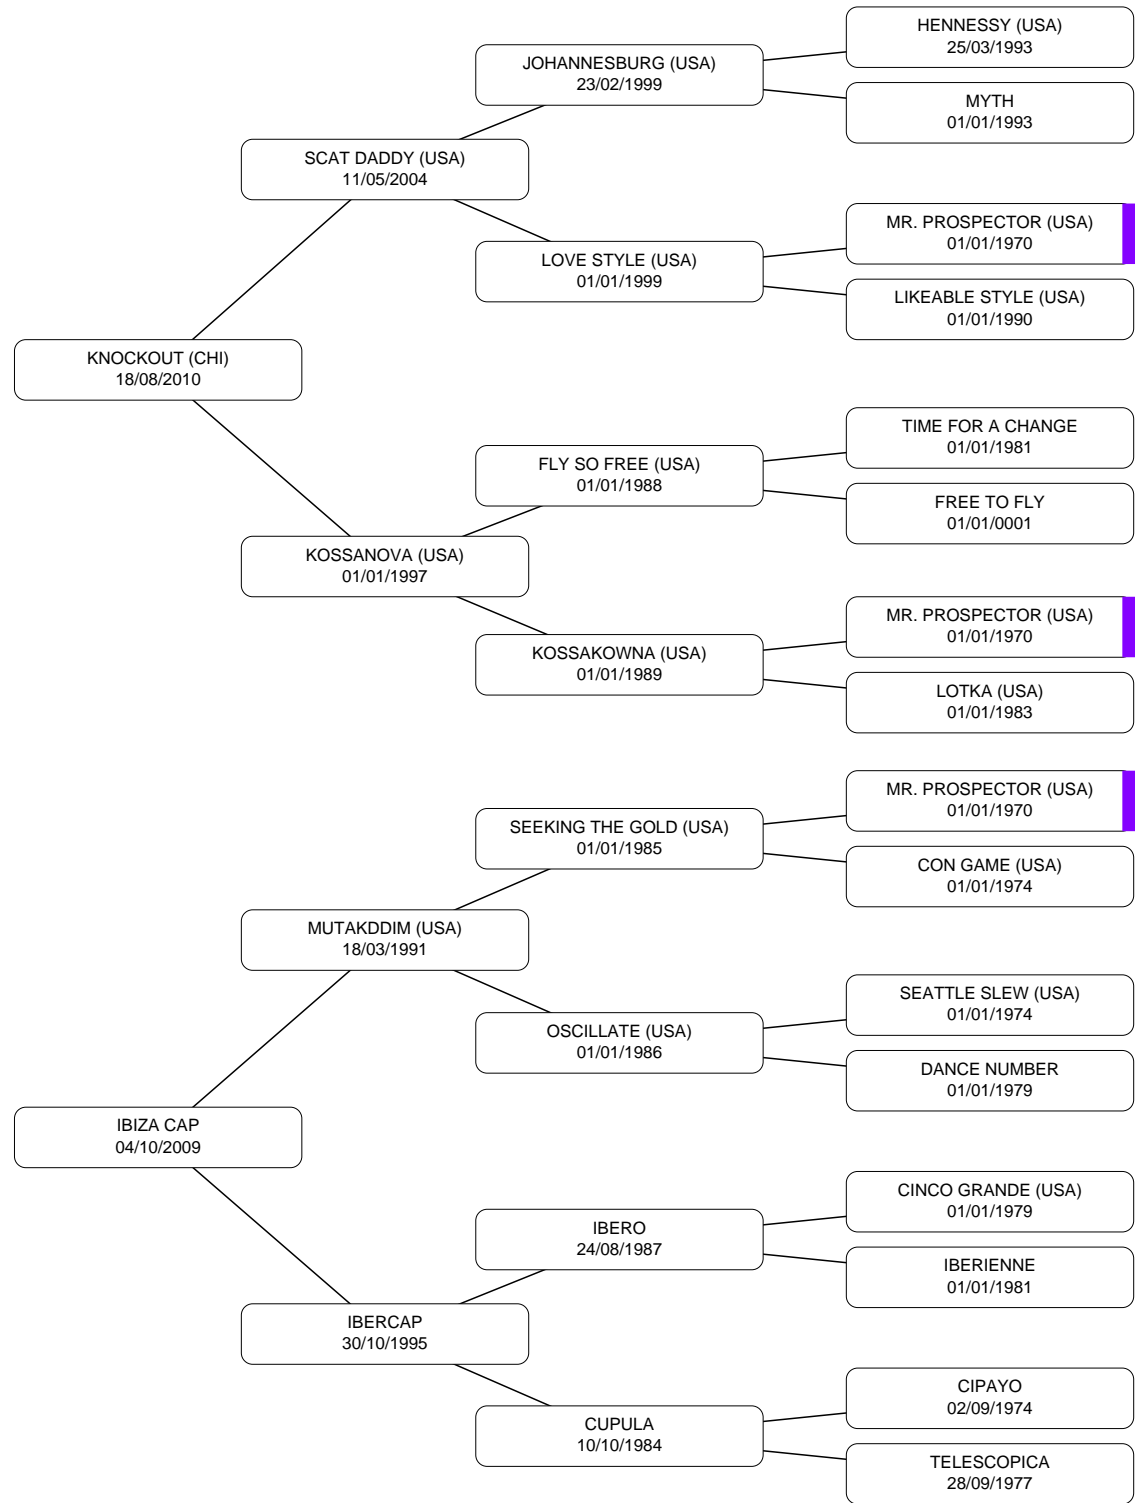 HENNESSY (USA)
25/03/1993
JOHANNESBURG (USA)
23/02/1999
MYTH
01/01/1993
SCAT DADDY (USA)
11/05/2004
MR. PROSPECTOR (USA)
01/01/1970
LOVE STYLE (USA)
01/01/1999
LIKEABLE STYLE (USA)
01/01/1990
KNOCKOUT (CHI)
18/08/2010
TIME FOR A CHANGE
01/01/1981
FLY SO FREE (USA)
01/01/1988
FREE TO FLY
01/01/0001
KOSSANOVA (USA)
01/01/1997
MR. PROSPECTOR (USA)
01/01/1970
KOSSAKOWNA (USA)
01/01/1989
LOTKA (USA)
01/01/1983
MR. PROSPECTOR (USA)
01/01/1970
SEEKING THE GOLD (USA)
01/01/1985
CON GAME (USA)
01/01/1974
MUTAKDDIM (USA)
18/03/1991
SEATTLE SLEW (USA)
01/01/1974
OSCILLATE (USA)
01/01/1986
DANCE NUMBER
01/01/1979
IBIZA CAP
04/10/2009
CINCO GRANDE (USA)
01/01/1979
IBERO
24/08/1987
IBERIENNE
01/01/1981
IBERCAP
30/10/1995
CIPAYO
02/09/1974
CUPULA
10/10/1984
TELESCOPICA
28/09/1977